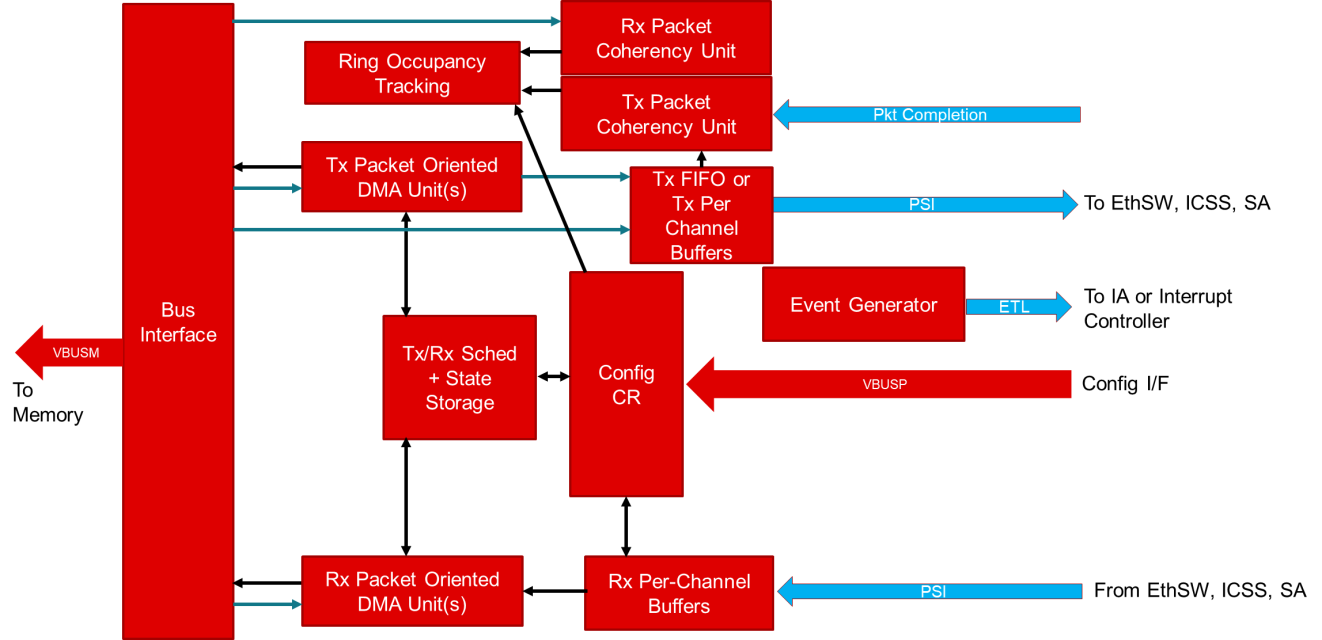 Rx Packet
Coherency Unit
Ring Occupancy
Tracking
Tx Packet
Coherency Unit
Pkt Completion
Tx Packet Oriented
DMA Unit(s)
Tx FIFO or
Tx Per
Channel
Buffers
PSI
To EthSW, ICSS, SA
Bus
Interface
Event Generator
ETL
To IA or Interrupt
Controller
VBUSM
To
Memory
Tx/Rx Sched
+ State
Storage
Config
CR
VBUSP
Config I/F
Rx Packet Oriented
DMA Unit(s)
Rx Per-Channel
Buffers
PSI
From EthSW, ICSS, SA